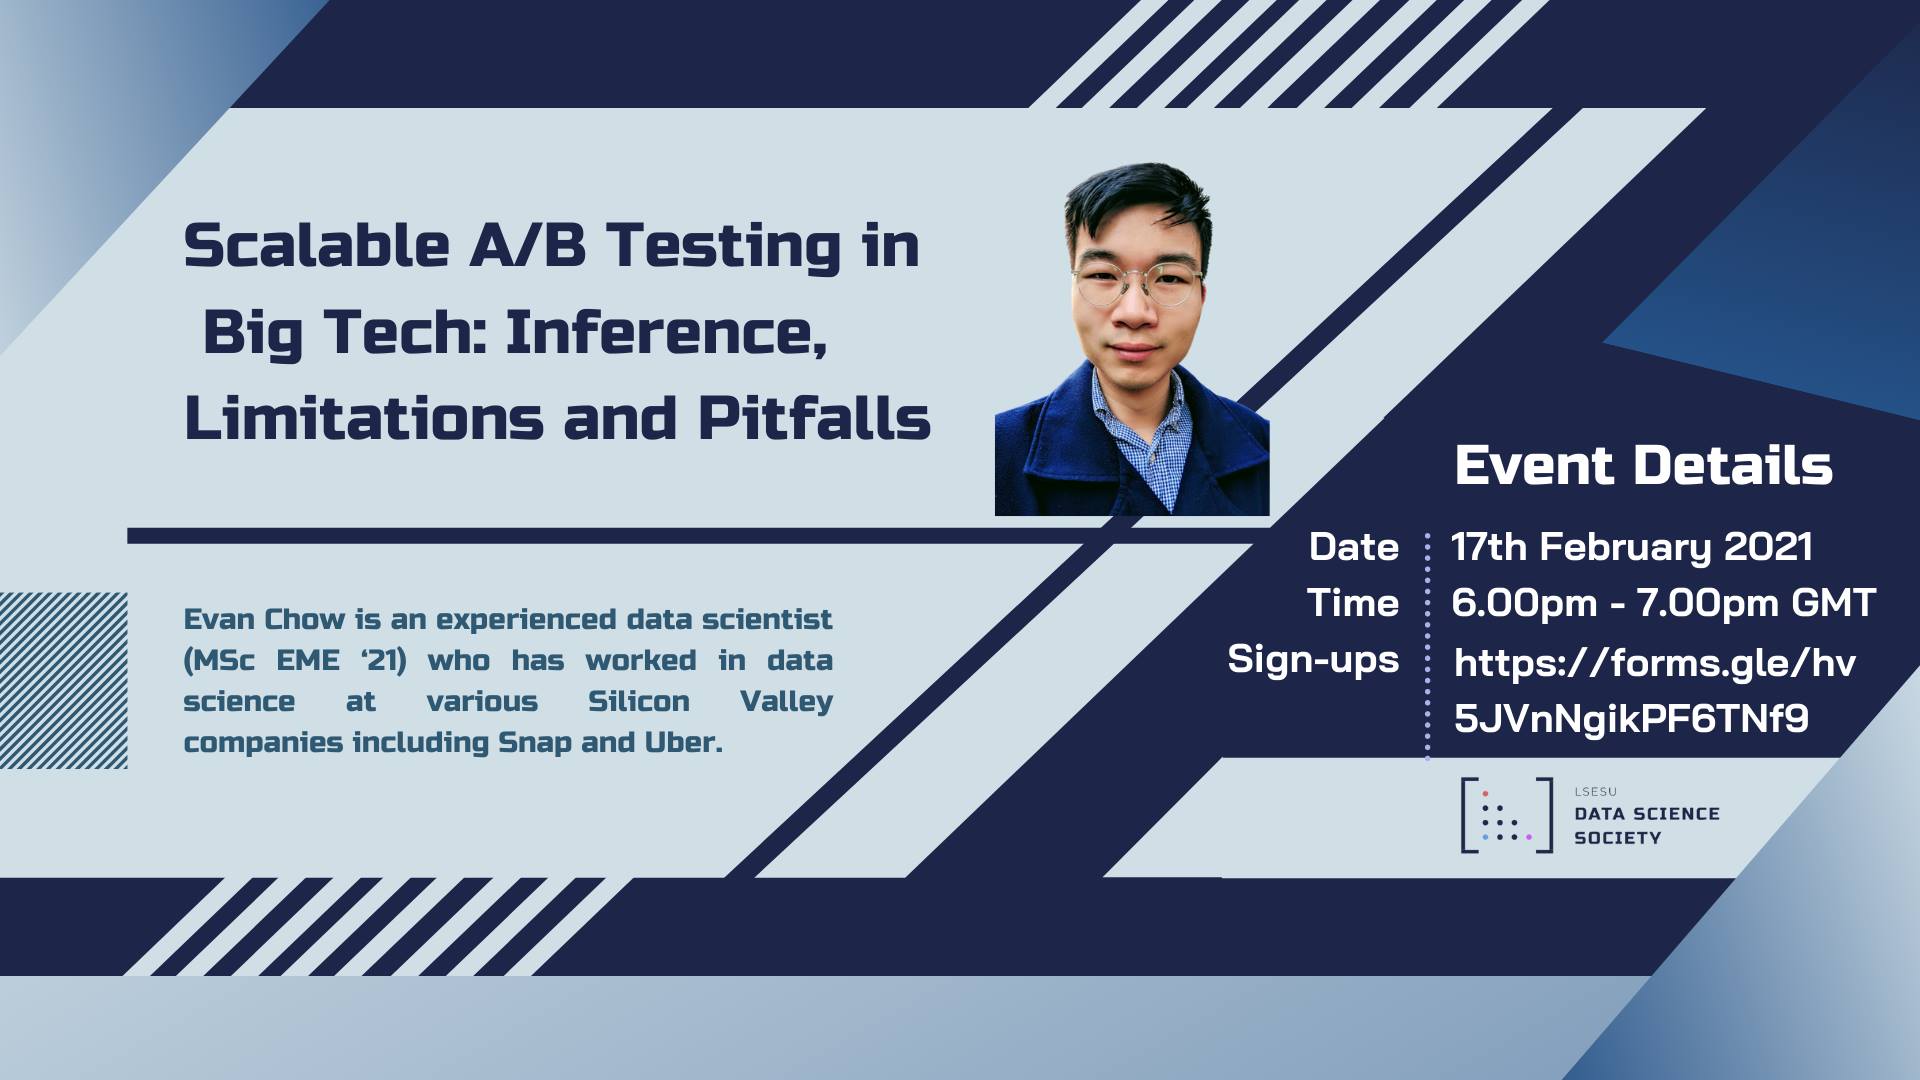 Scalable A/B Testing in
Big Tech: Inference,
Limitations and Pitfalls
Evan Chow is an experienced data scientist
(MSc EME ‘21) who has worked in data
science at various Silicon Valley
companies including Snap and Uber.
Event Details
Date 17th February 2021
Time 6.00pm - 7.00pm GMT
Sign-ups https://forms.gle/hv
5JVnNgikPF6TNf9
LSESU
DATA SCIENCE
SOCIETY